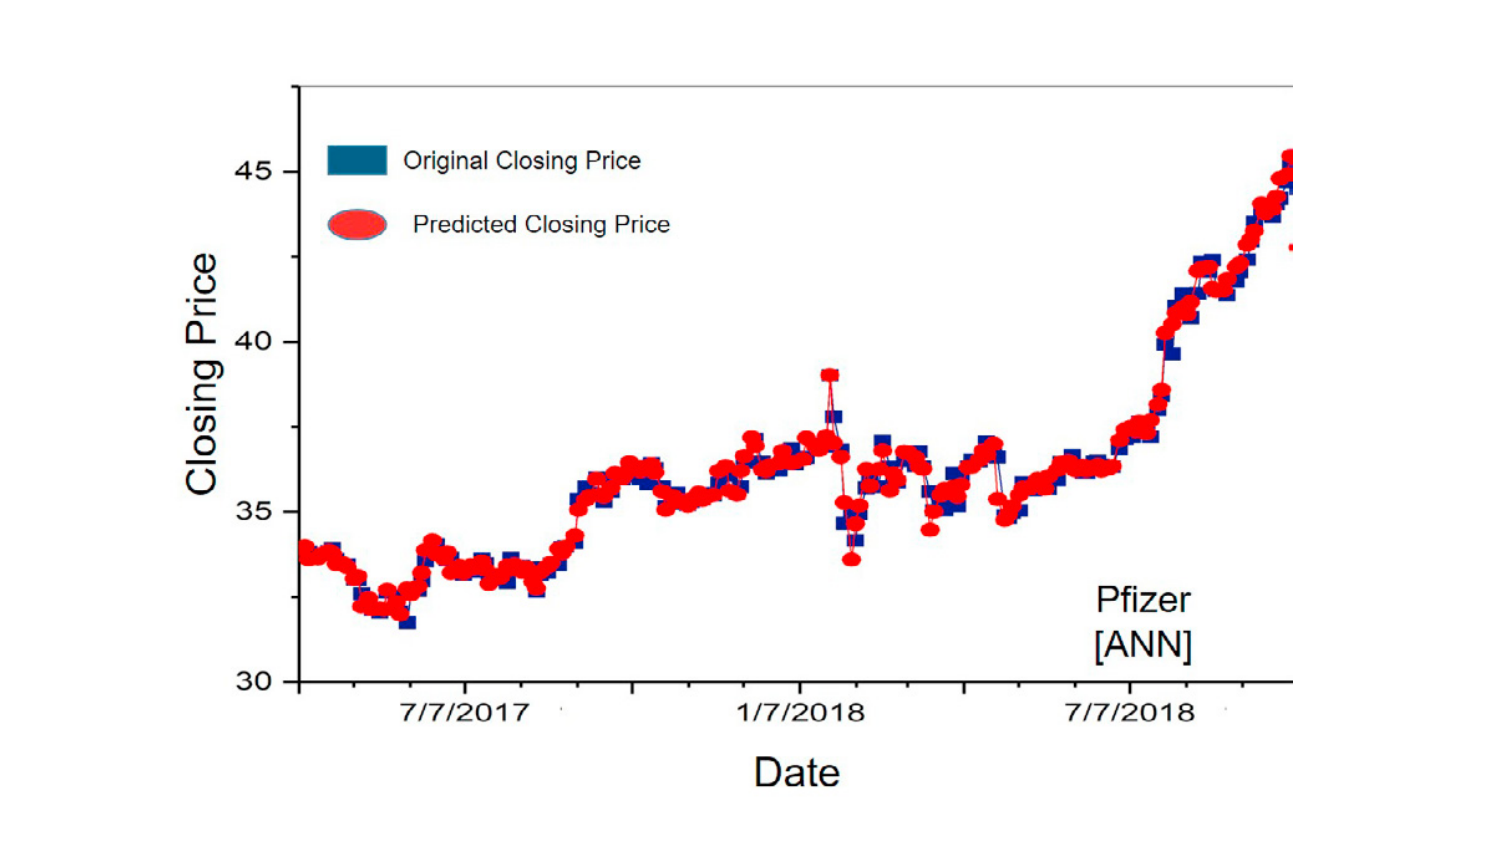 45
Original Closing Price
Predicted Closing Price
Closing Price
40
35
Pfizer
[ANN]
30
7/7/2017
1/7/2018
7/7/2018
Date